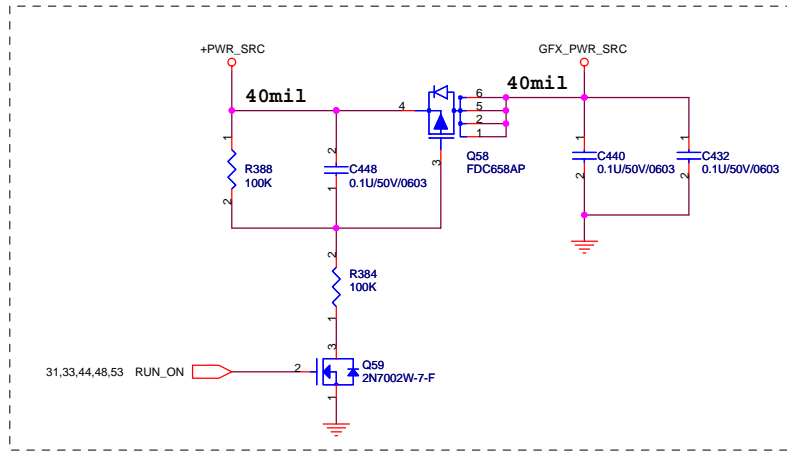 +PWR_SRC
GFX_PWR_SRC
40mil
40mil
4
6
5
2
1
3
Q58
FDC658AP
1
R388
100K
2
2
C448
0.1U/50V/0603
1
1
C440
0.1U/50V/0603
2
1
C432
0.1U/50V/0603
2
2
R384
100K
1
3
Q59
2N7002W-7-F
2
1
31,33,44,48,53 RUN_ON